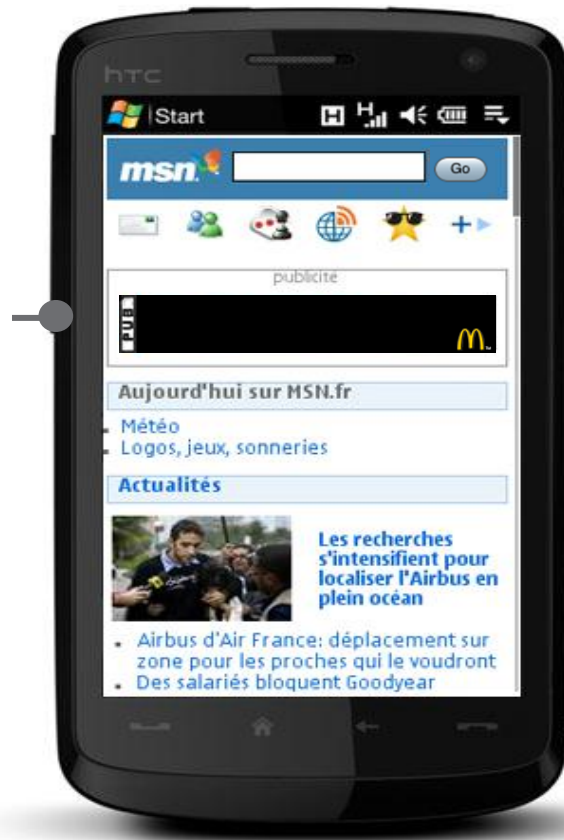 hTC
Start
H H
msn
Go
publicité
PUB
Aujourd'hui sur MSN.fr
Météo
Logos, jeux, sonneries
Actualités
Les recherches
s'intensifient pour
localiser l'Airbus en
plein océan
Airbus d'Air France: déplacement sur
zone pour les proches qui le voudront
Des salariés bloquent Goodyear